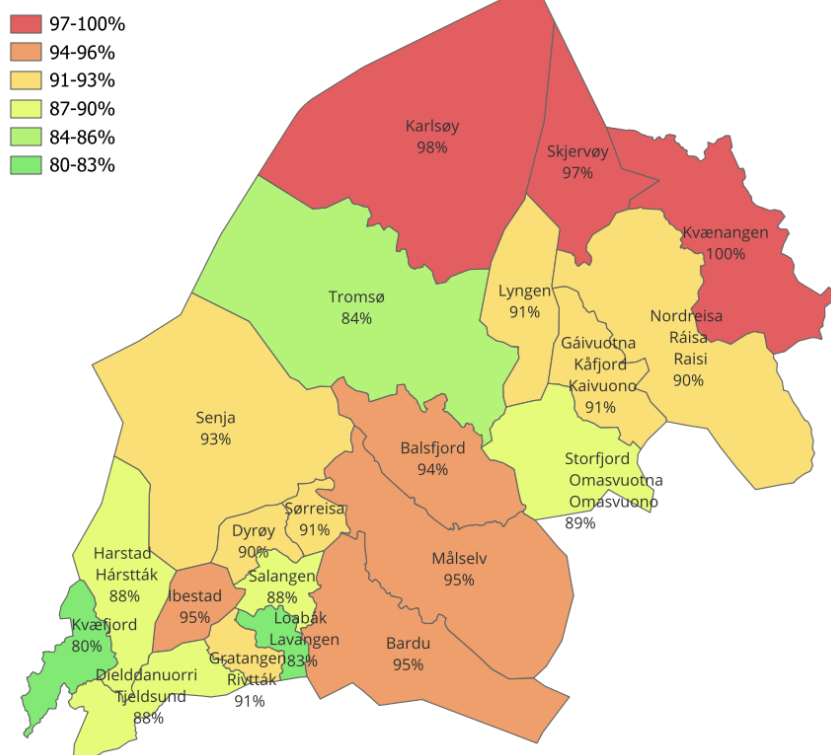 97-100%
94-96%
91-93%
87-90%
84-86%
80-83%
Karlsøy
98%
Skjervøy
97%
Kvænangen
100%
Tromsø
84%
Lyngen
91%
Nordreisa
Ráisa
Raisi
90%
Gáivuotna
Kåfjord
Kaivuono
91%
Senja
93%
Balsfjord
94%
Storfjord
Omasvuotna
Omasvuono
89%
Sørreisa
91%
Dyrøy
90%
Målselv
95%
Harstad
Hárstták
88%
Salangen
88%
Ibestad
95%
Kvæfjord
80%
Loabák
Lavangen
83%
Bardu
95%
Gratangen
Rivtták
91%
Dielddanuorri
Tjeldsund
88%